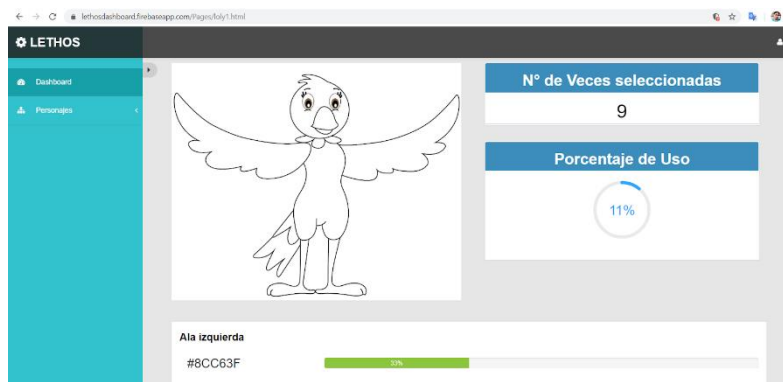 lethosdashboard.firebaseapp.com/Pages/loly1.html
LETHOS
Dashboard
Personajes
N° de Veces seleccionadas
9
Porcentaje de Uso
11%
Ala izquierda
#8CC63F
33%